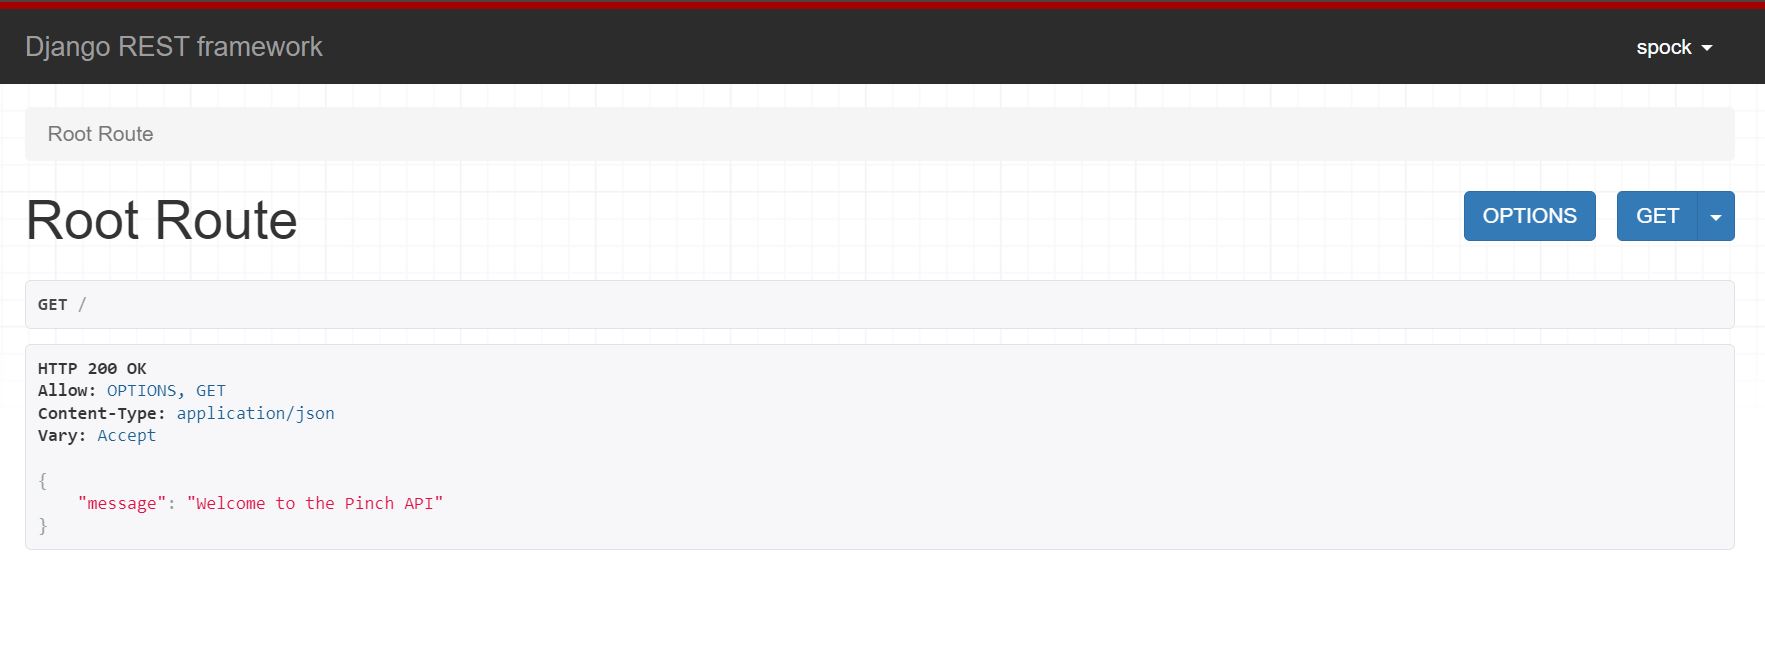 Django REST framework
spock
Root Route
Root Route
OPTIONS
GET
GET /
HTTP 200 OK
Allow: OPTIONS, GET
Content-Type: application/json
Vary: Accept
{
    "message": "Welcome to the Pinch API"
}